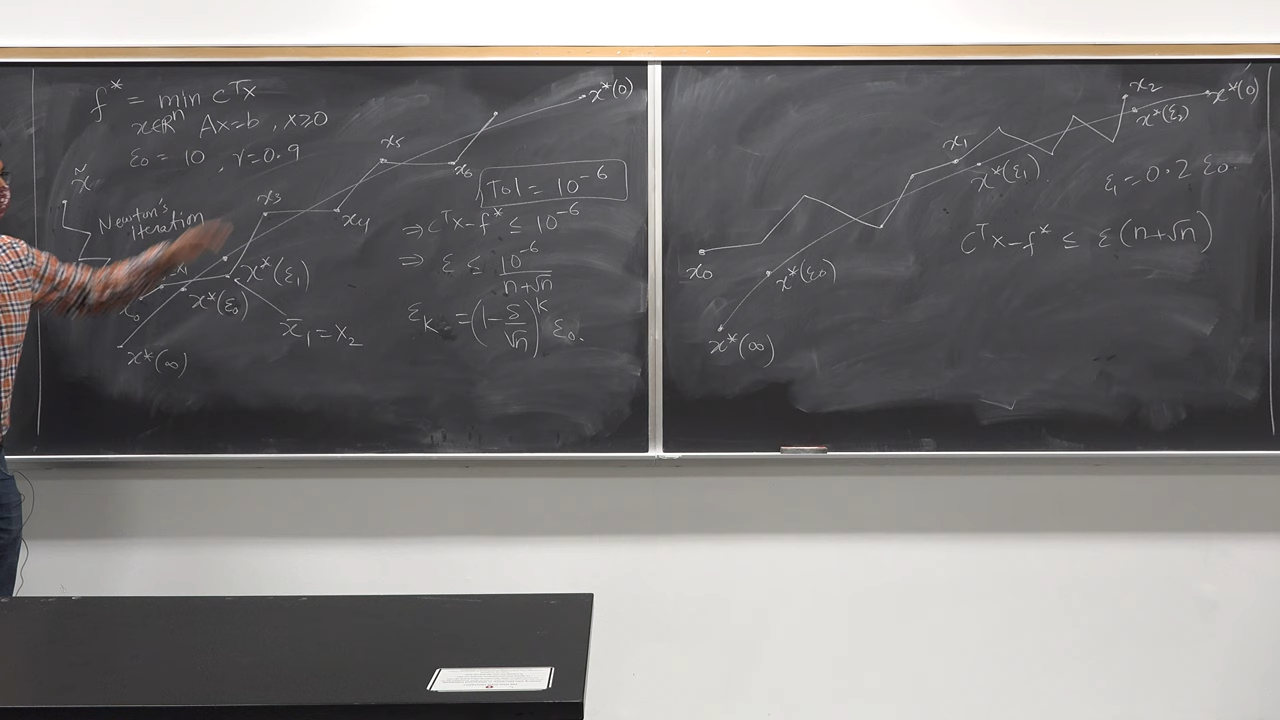 f* = min cᵀx
x∈ℝⁿ Ax=b, x≥0
ε₀ = 10, r=0.9
x̃
Newton's
iteration
x₀
x*(∞)
x*(ε₀)
x*(ε₁)
x̄₁ = x₂
x₃
x₄
x₅
x₆
x*(0)
Tol = 10⁻⁶
⇒ cᵀx - f* ≤ 10⁻⁶
⇒ ε ≤ 10⁻⁶/(n+√n)
ε_K = (1-δ/√n)^K ε₀.
x₀
x*(∞)
x*(ε₀)
x₁
x*(ε₁)
x₂
x*(ε₂)
x*(0)
ε₁ = 0.2 ε₀.
cᵀx - f* ≤ ε(n+√n)